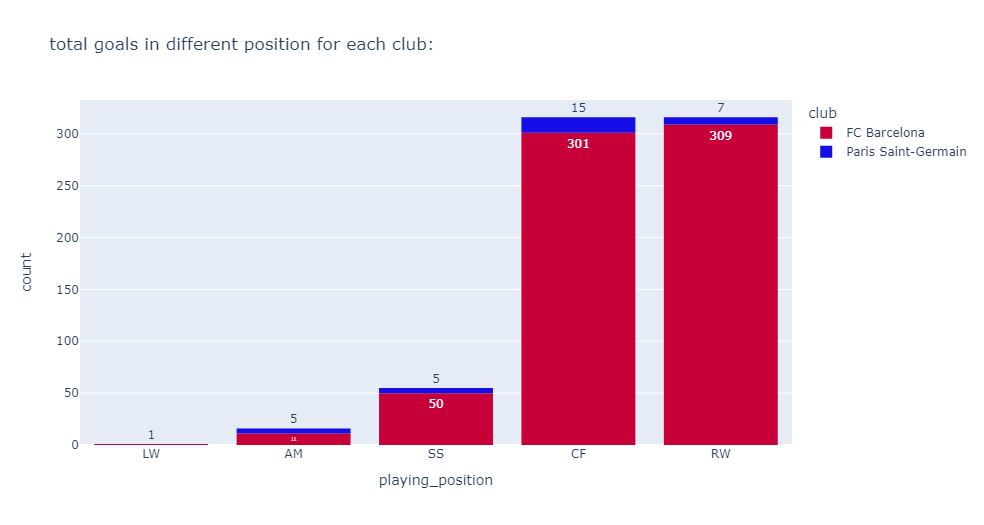 total goals in different position for each club:
15
7
club
FC Barcelona
Paris Saint-Germain
301
309
300
250
200
150
100
50
0
count
1
5
11
5
50
LW
AM
SS
CF
RW
playing_position